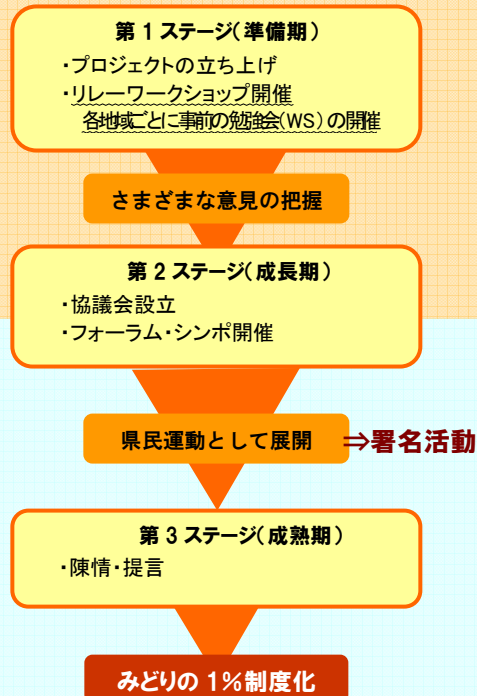 第１ステージ(準備期)
・プロジェクトの立ち上げ
・リレーワークショップ開催
各地域ごとに事前の勉強会(WS)の開催
さまざまな意見の把握
第２ステージ(成長期)
・協議会設立
・フォーラム・シンポ開催
県民運動として展開 ⇒署名活動
第３ステージ(成熟期)
・陳情・提言
みどりの１％制度化